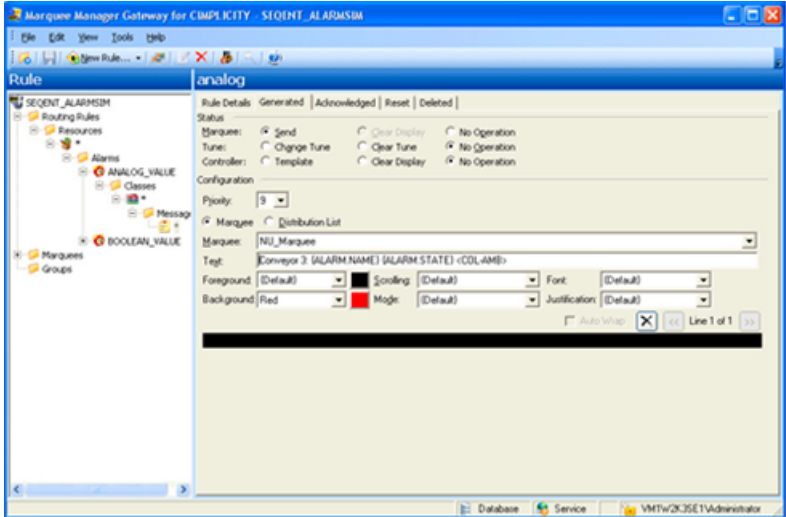 Marquee Manager Gateway for CIMPLICITY - SEQENT_ALARMSIM
File Edit View Tools Help
New Rule...
Rule
analog
SEQENT_ALARMSIM
Routing Rules
Resources
*
Alarms
ANALOG_VALUE
Classes
*
Messag
*
BOOLEAN_VALUE
Marquees
Groups
Rule Details Generated Acknowledged Reset Deleted
Status
Marquee: Send Clear Display No Operation
Tune: Change Tune Clear Tune No Operation
Controller: Template Clear Display No Operation
Configuration
Priority: 9
Marquee Distribution List
Marquee: NU_Marquee
Text: Conveyor 3: {ALARM.NAME} {ALARM.STATE} <COL-AMB>
Foreground: (Default) Scrolling: (Default) Font: (Default)
Background: Red Mode: (Default) Justification: (Default)
Auto Wrap X << Line 1 of 1 >>
Database Service VMTW2K3SE1\Administrator